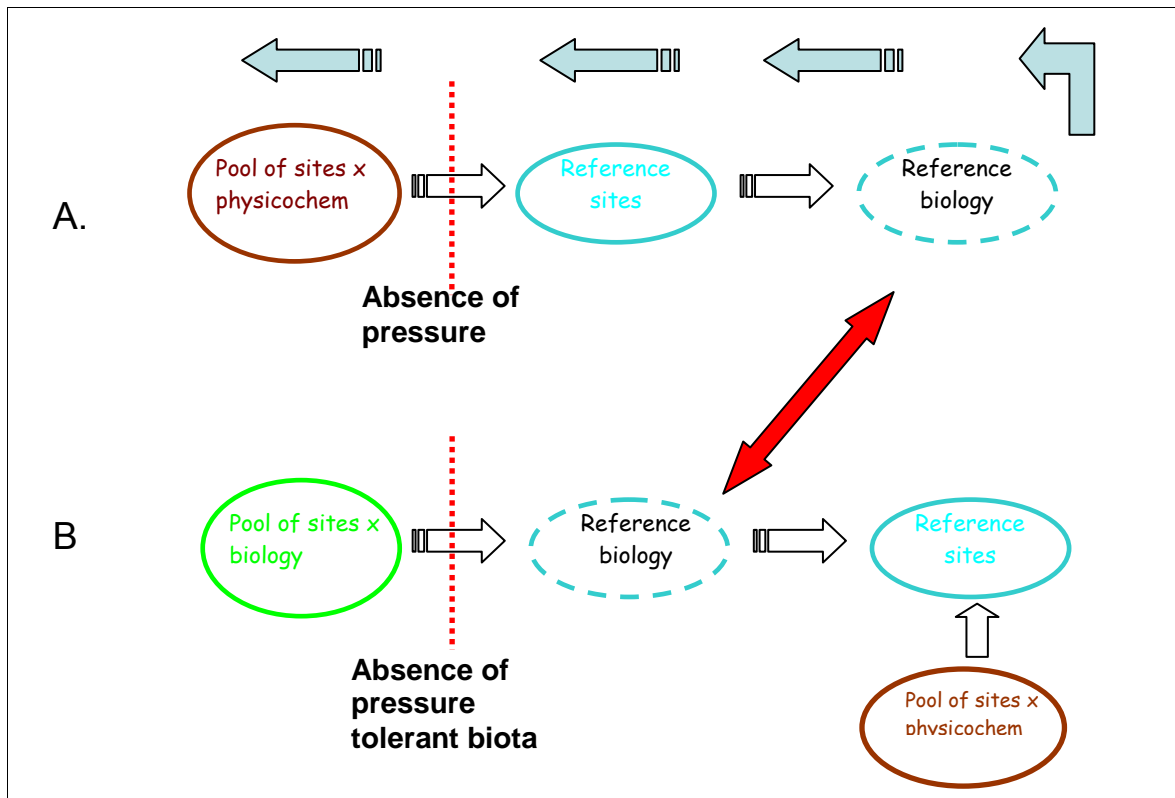 A.
Pool of sites x
physicochem
Reference
sites
Reference
biology
Absence of
pressure
B
Pool of sites x
biology
Reference
biology
Reference
sites
Absence of
pressure
tolerant biota
Pool of sites x
physicochem